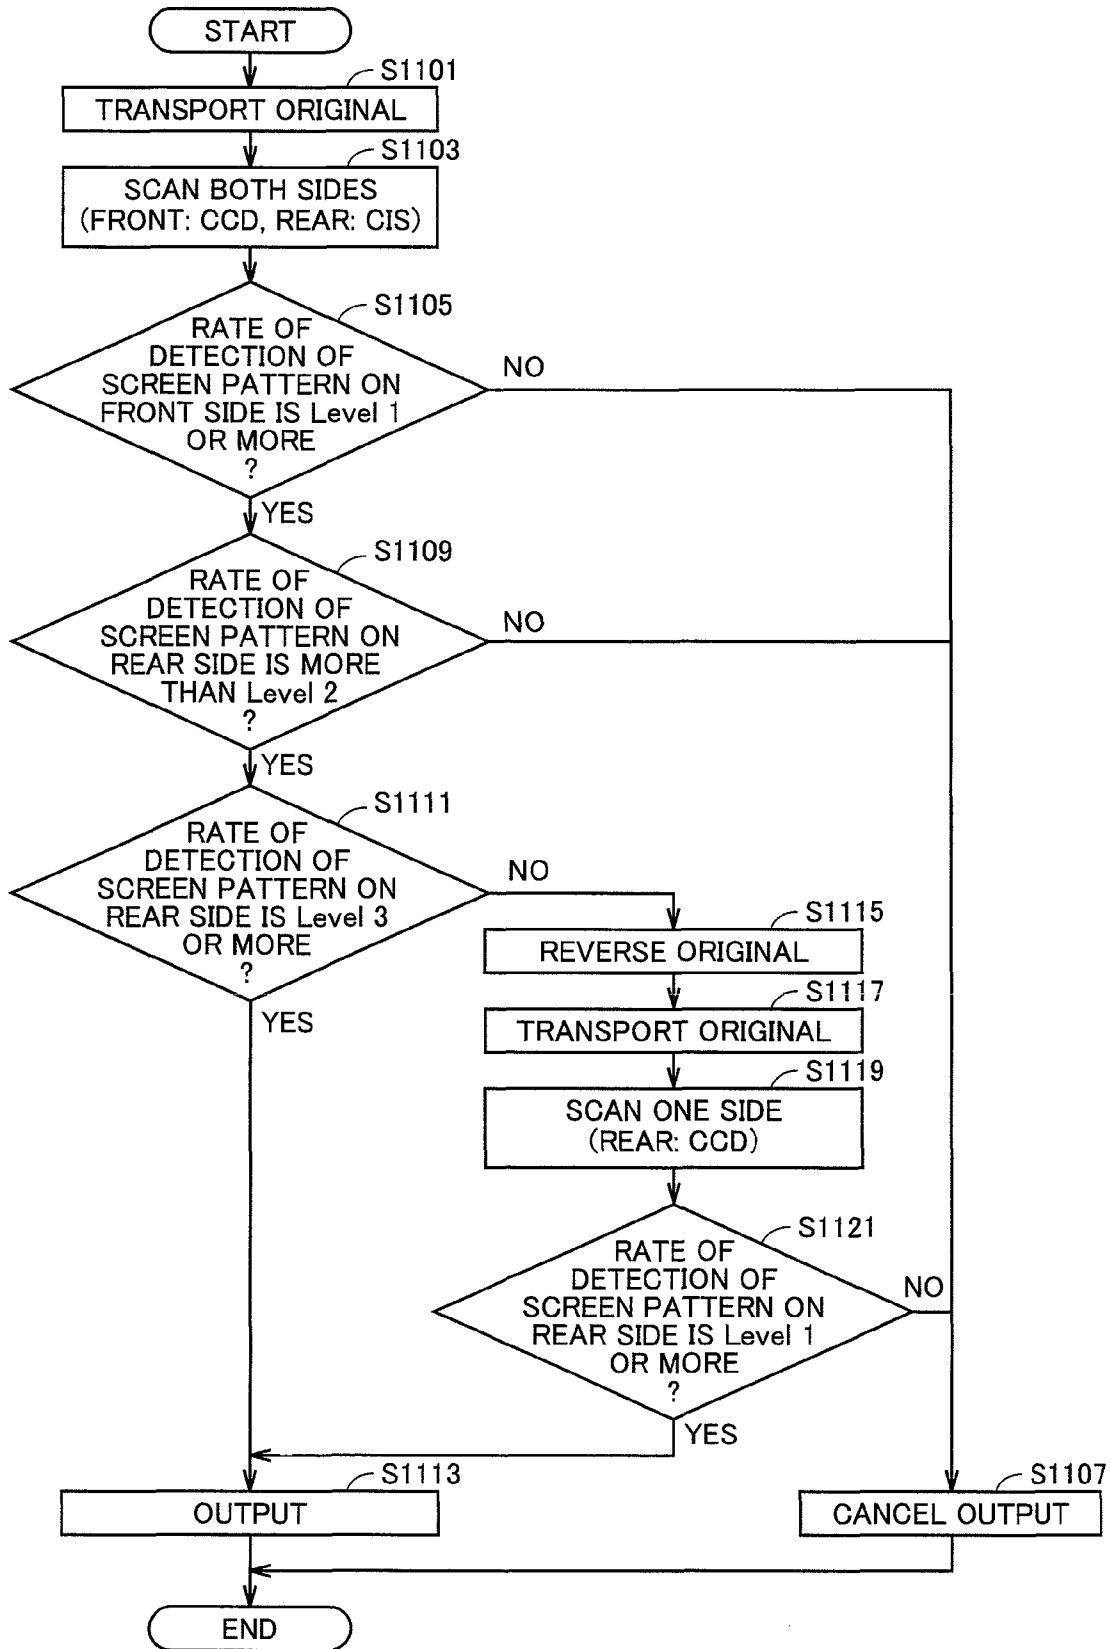 START
S1101
TRANSPORT ORIGINAL
S1103
SCAN BOTH SIDES
(FRONT: CCD, REAR: CIS)
S1105
RATE OF
DETECTION OF
SCREEN PATTERN ON
FRONT SIDE IS Level 1
OR MORE
?
NO
YES
S1109
RATE OF
DETECTION OF
SCREEN PATTERN ON
REAR SIDE IS MORE
THAN Level 2
?
NO
YES
S1111
RATE OF
DETECTION OF
SCREEN PATTERN ON
REAR SIDE IS Level 3
OR MORE
?
NO
YES
S1115
REVERSE ORIGINAL
S1117
TRANSPORT ORIGINAL
S1119
SCAN ONE SIDE
(REAR: CCD)
S1121
RATE OF
DETECTION OF
SCREEN PATTERN ON
REAR SIDE IS Level 1
OR MORE
?
NO
YES
S1113
OUTPUT
S1107
CANCEL OUTPUT
END